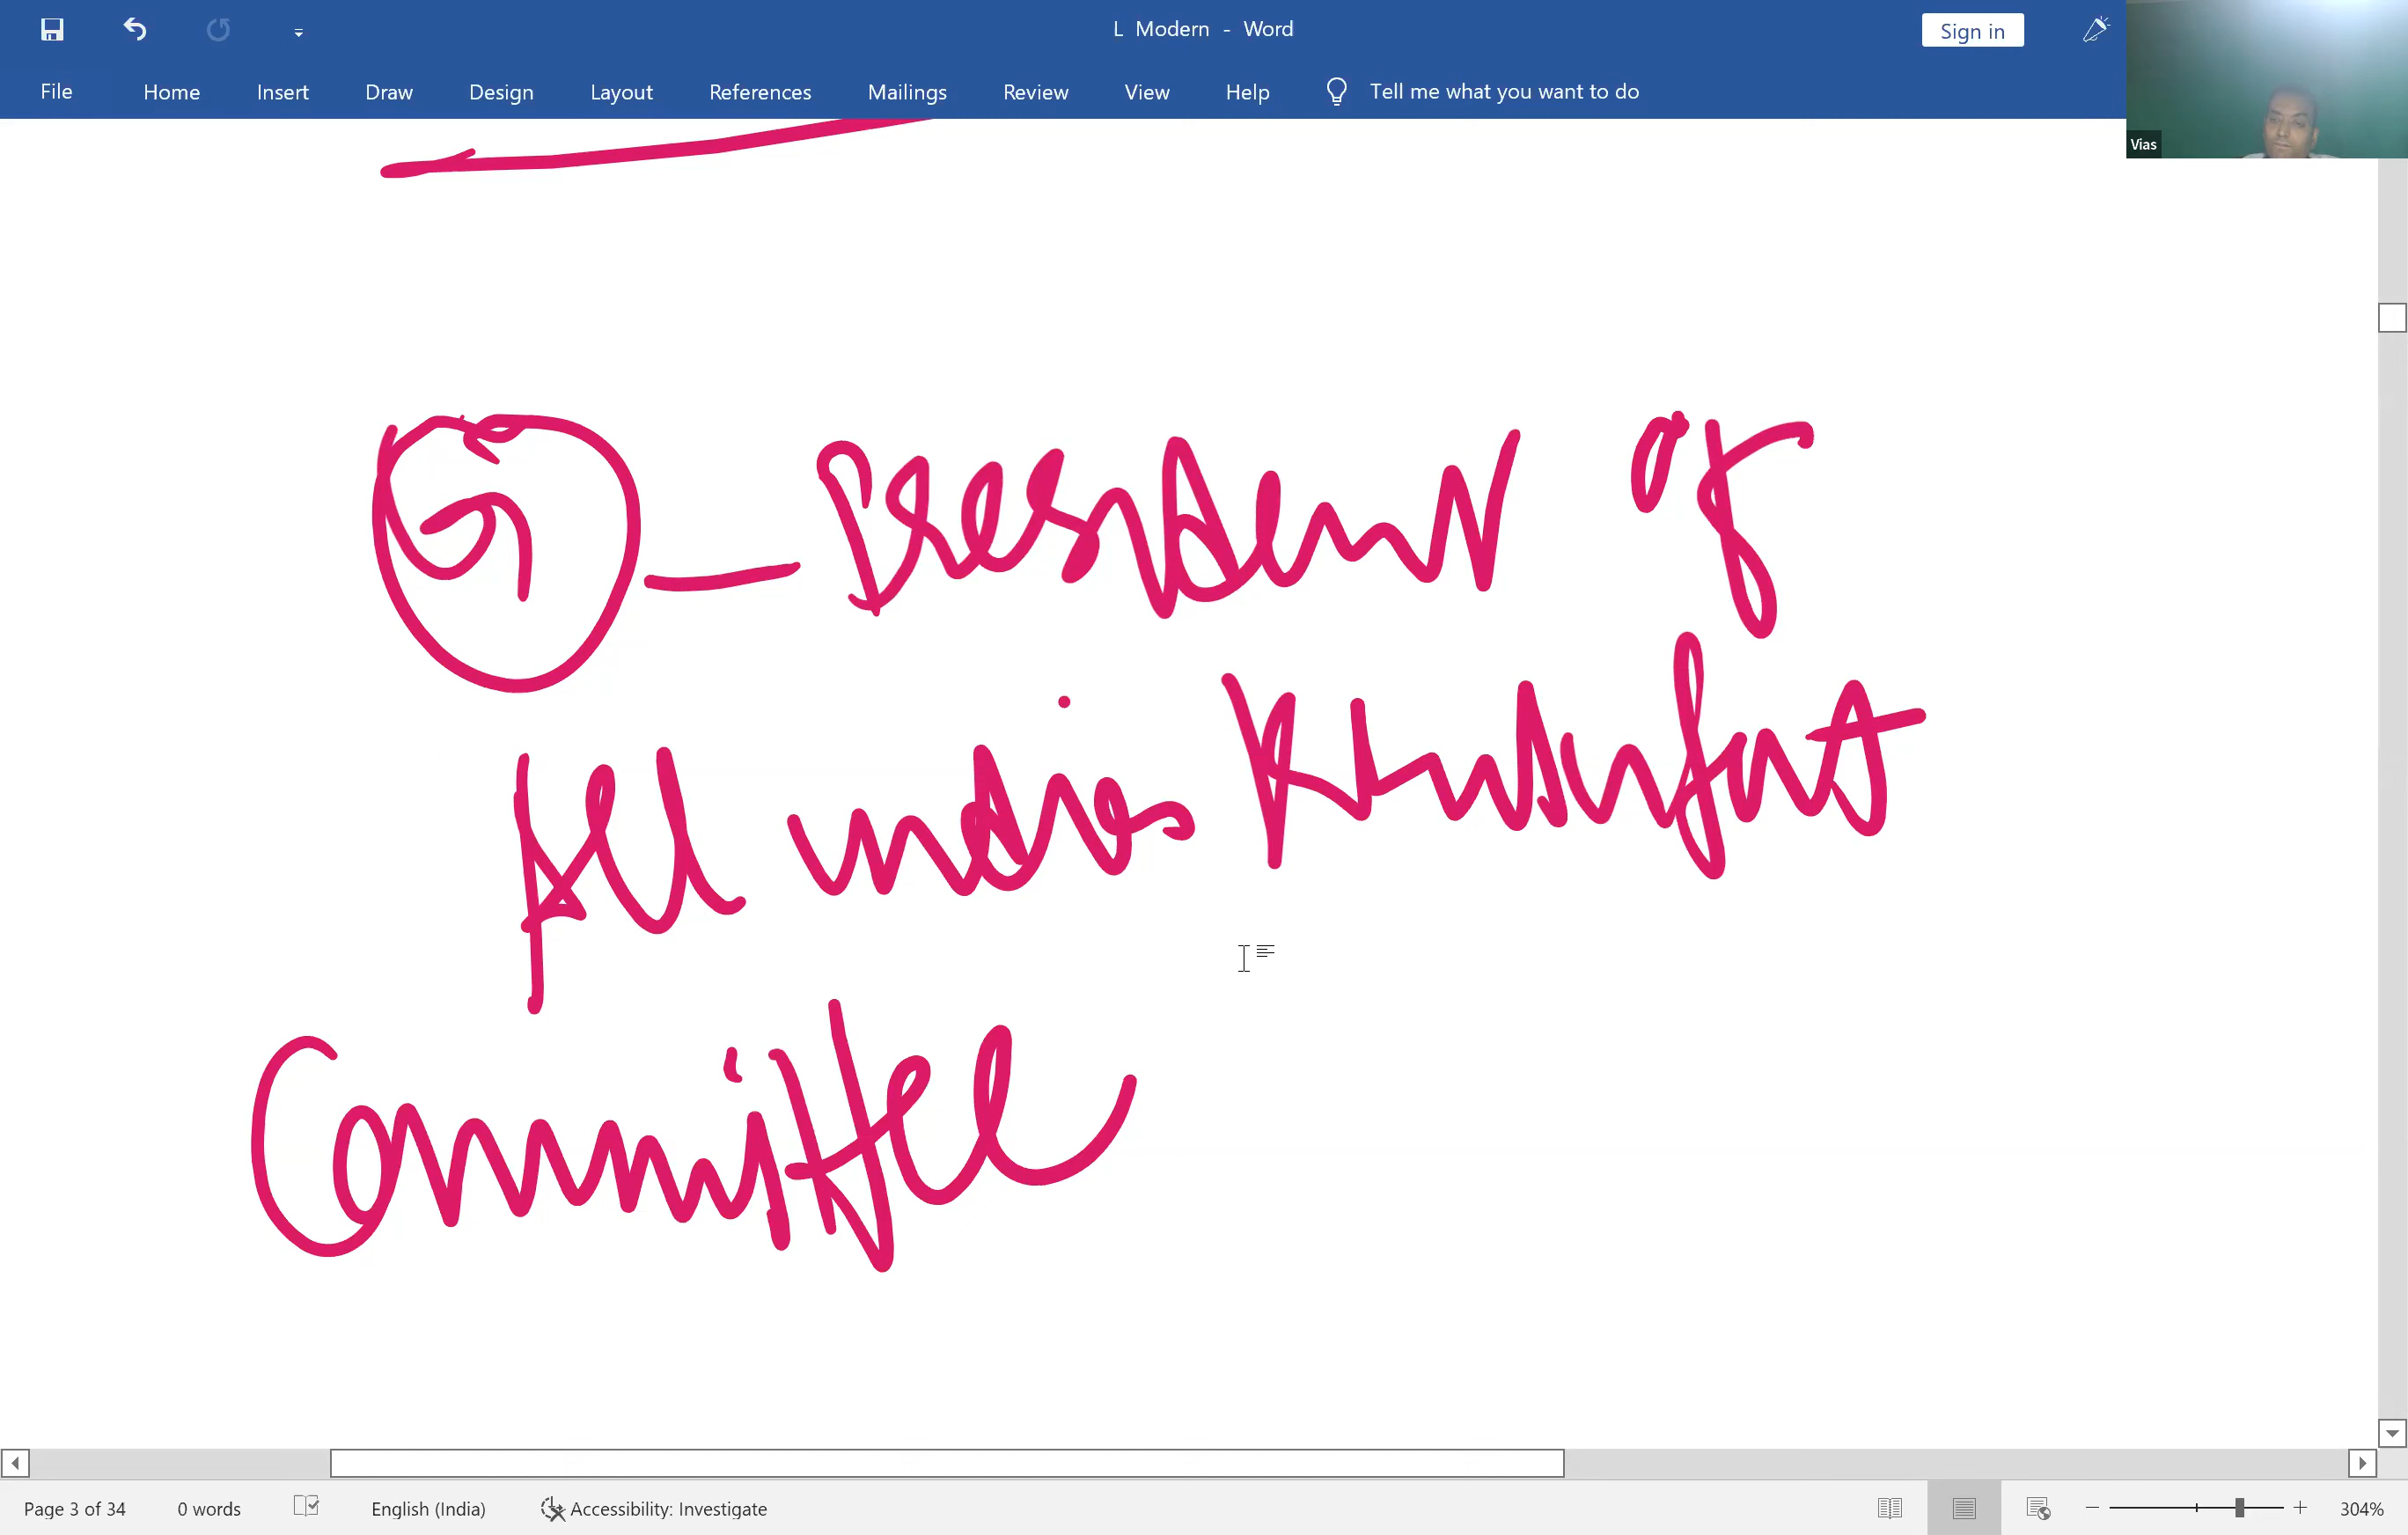 L Modern - Word
Sign in
File Home Insert Draw Design Layout References Mailings Review View Help Tell me what you want to do
Vias
President of
All india Khilafat
Committee
Page 3 of 34 0 words English (India) Accessibility: Investigate 304%